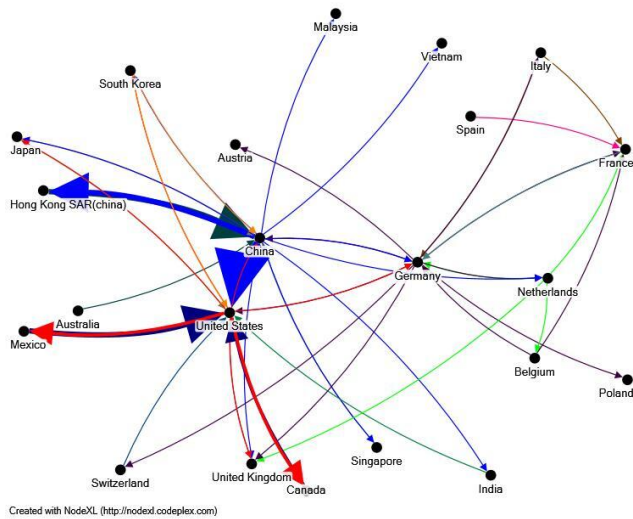 Malaysia
Vietnam
Italy
South Korea
Spain
Japan
Austria
France
Hong Kong SAR(china)
China
Germany
Netherlands
Australia
United States
Mexico
Belgium
Poland
Switzerland
United Kingdom
Singapore
India
Canada
Created with NodeXL (http://nodexl.codeplex.com)